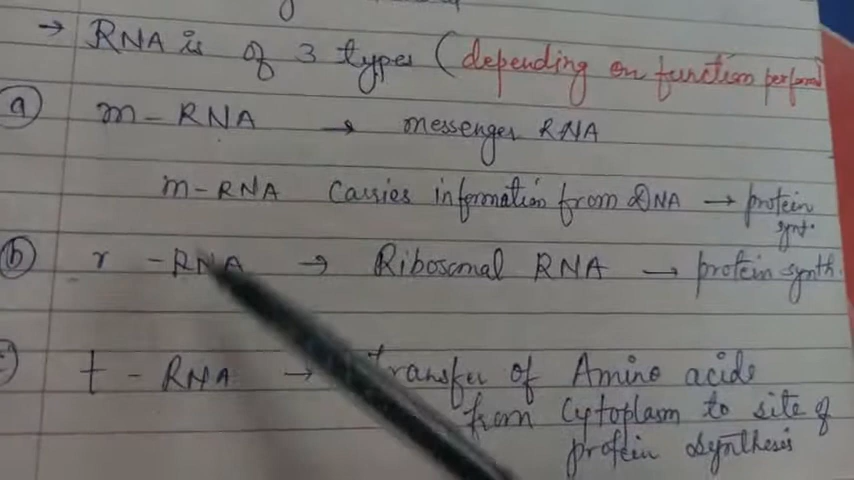 → RNA is of 3 types (depending on function perform
(a) m - RNA → messenger RNA
m - RNA carries information from DNA → protein synt.
(b) r - RNA → Ribosomal RNA → protein synth.
t - RNA → transfer of Amino acids
from Cytoplasm to site of
protein synthesis